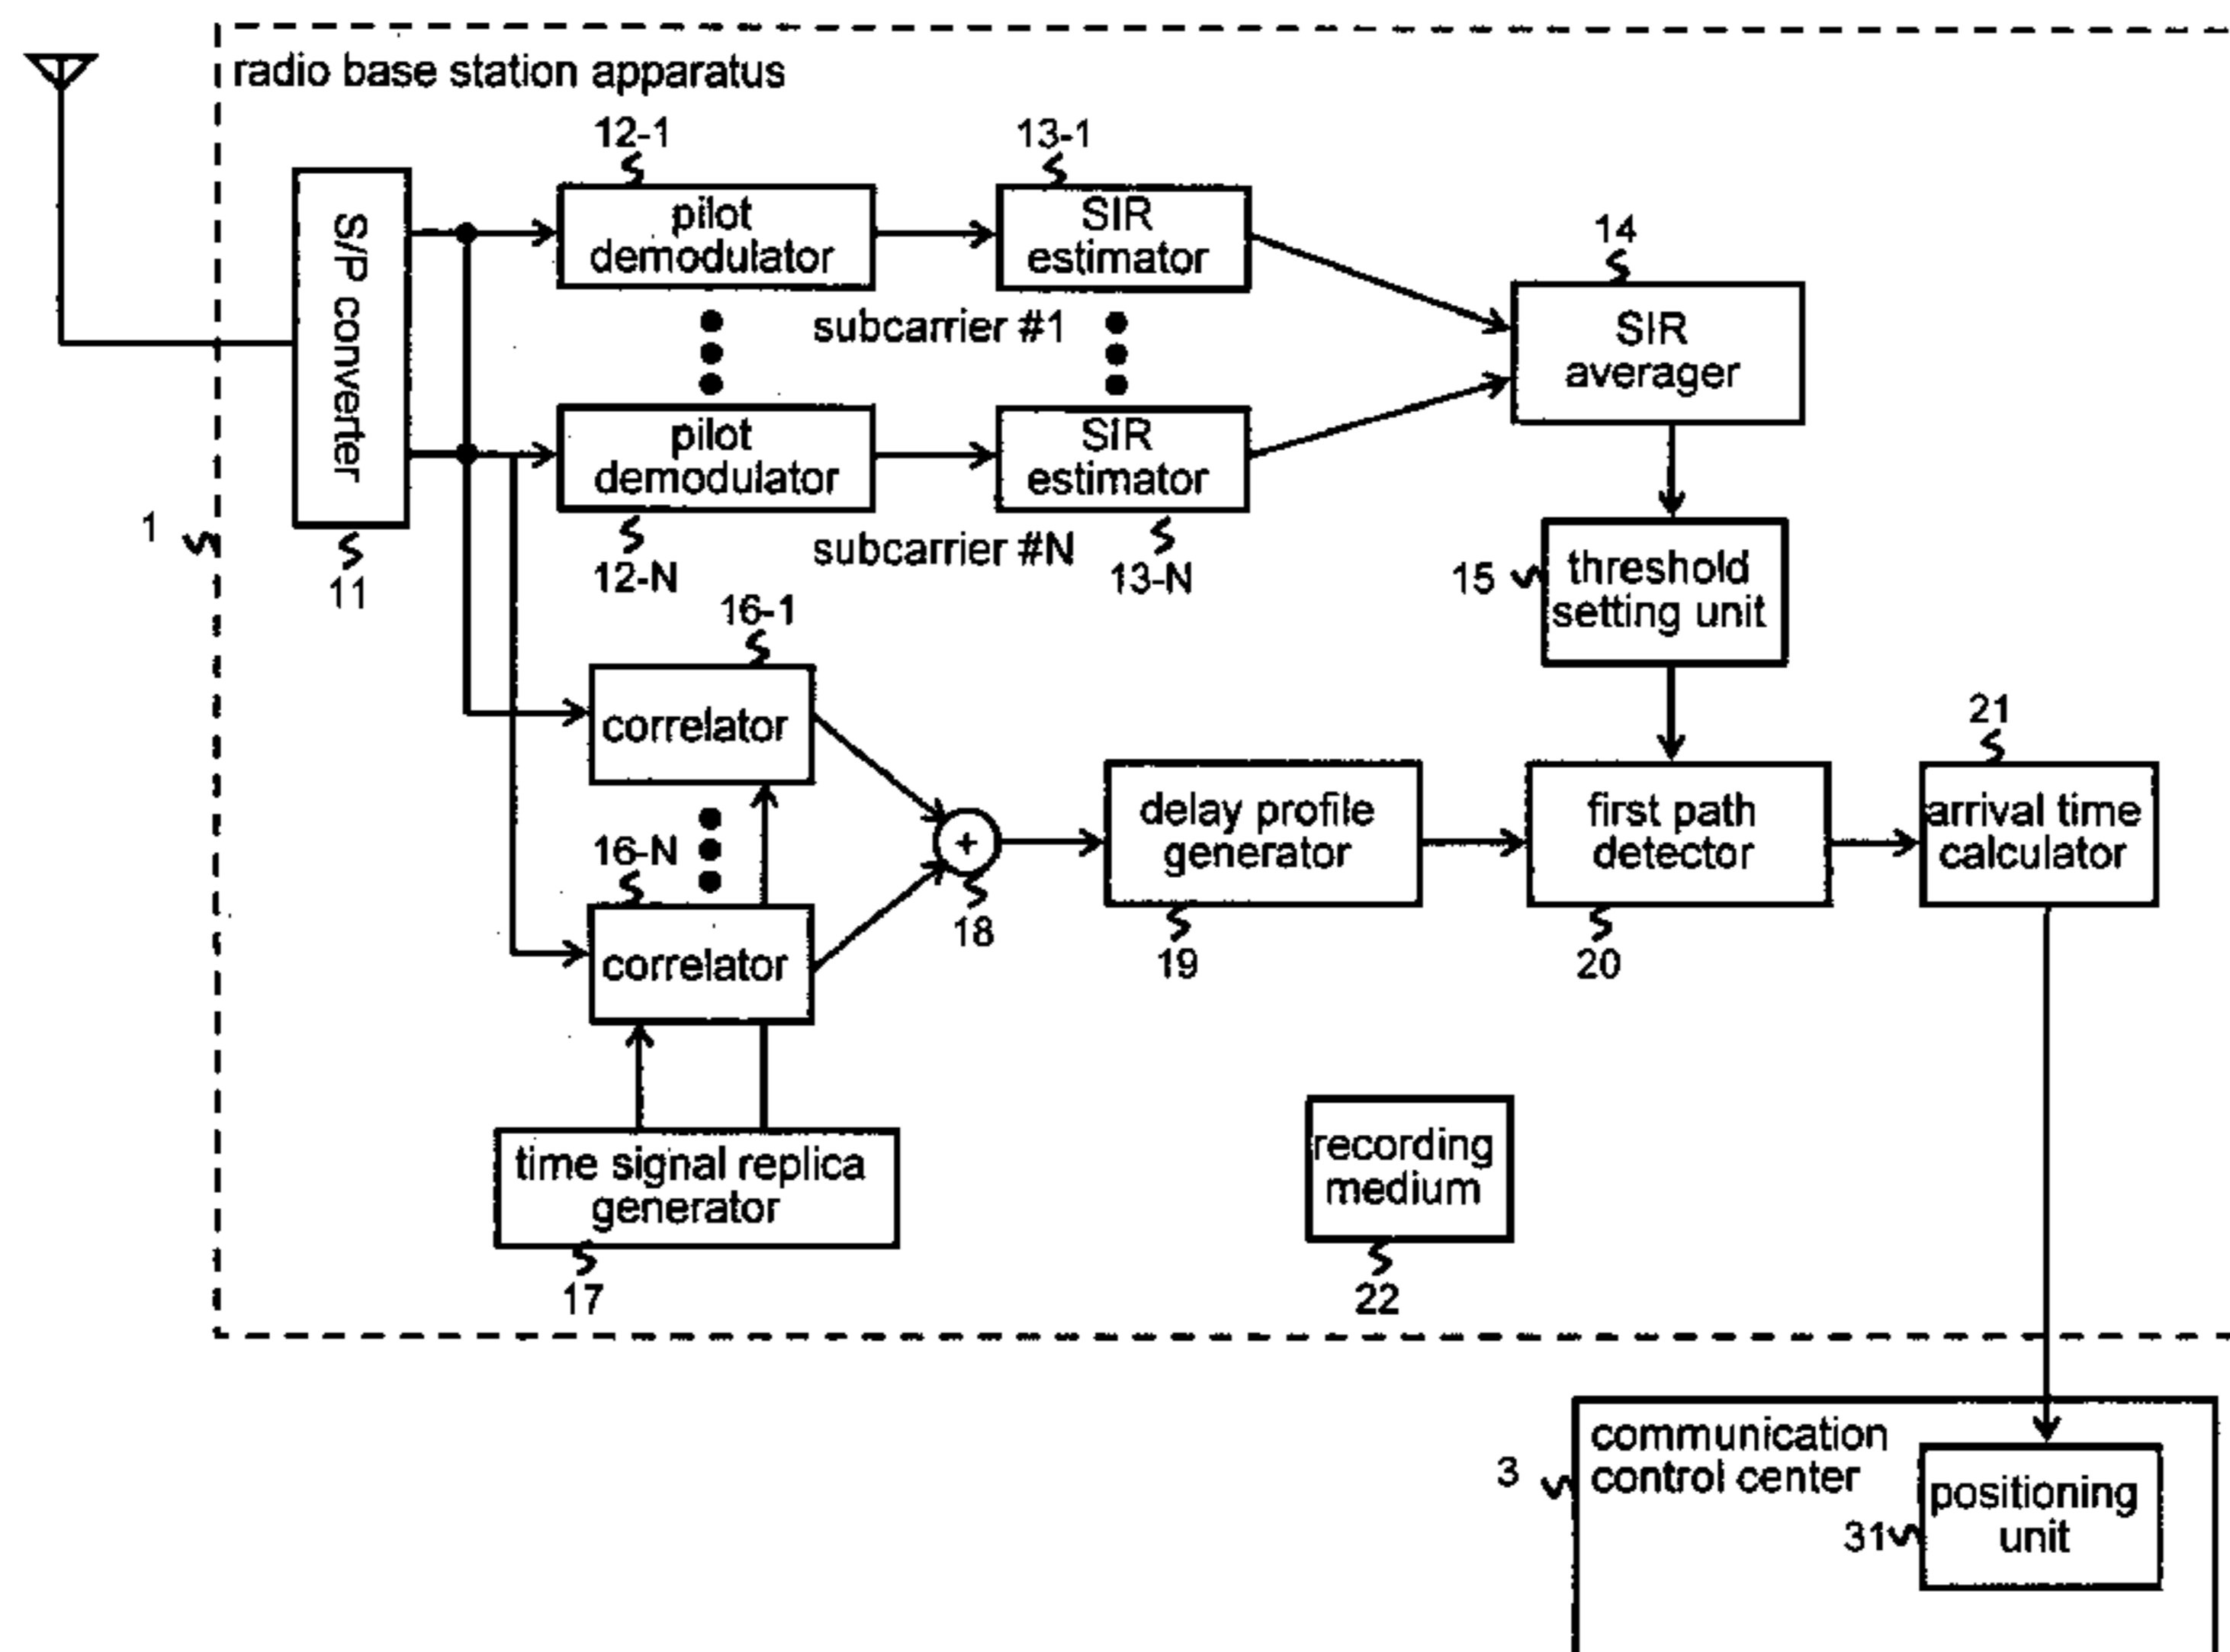 radio base station apparatus
12-1
13-1
S/P converter
pilot
demodulator
SIR
estimator
14
subcarrier #1
SIR
averager
pilot
demodulator
SIR
estimator
1
11
12-N
subcarrier #N
13-N
15
threshold
setting unit
16-1
correlator
21
delay profile
generator
first path
detector
arrival time
calculator
16-N
+
18
correlator
19
20
time signal replica
generator
recording
medium
17
22
communication
control center
3
positioning
unit
31